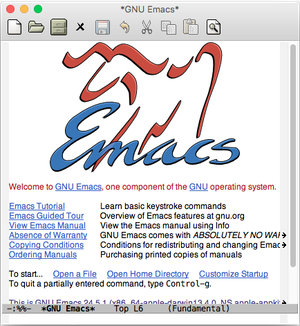 *GNU Emacs*
Emacs
Welcome to GNU Emacs, one component of the GNU operating system.
Emacs Tutorial Learn basic keystroke commands
Emacs Guided Tour Overview of Emacs features at gnu.org
View Emacs Manual View the Emacs manual using Info
Absence of Warranty GNU Emacs comes with ABSOLUTELY NO WAR
Copying Conditions Conditions for redistributing and changing Emac
Ordering Manuals Purchasing printed copies of manuals
To start... Open a File Open Home Directory Customize Startup
To quit a partially entered command, type Control-g.
This is GNU Emacs 24.5.1 (x86_64-apple-darwin13.4.0, NS apple-appki
-:%%- *GNU Emacs* Top L6 (Fundamental)